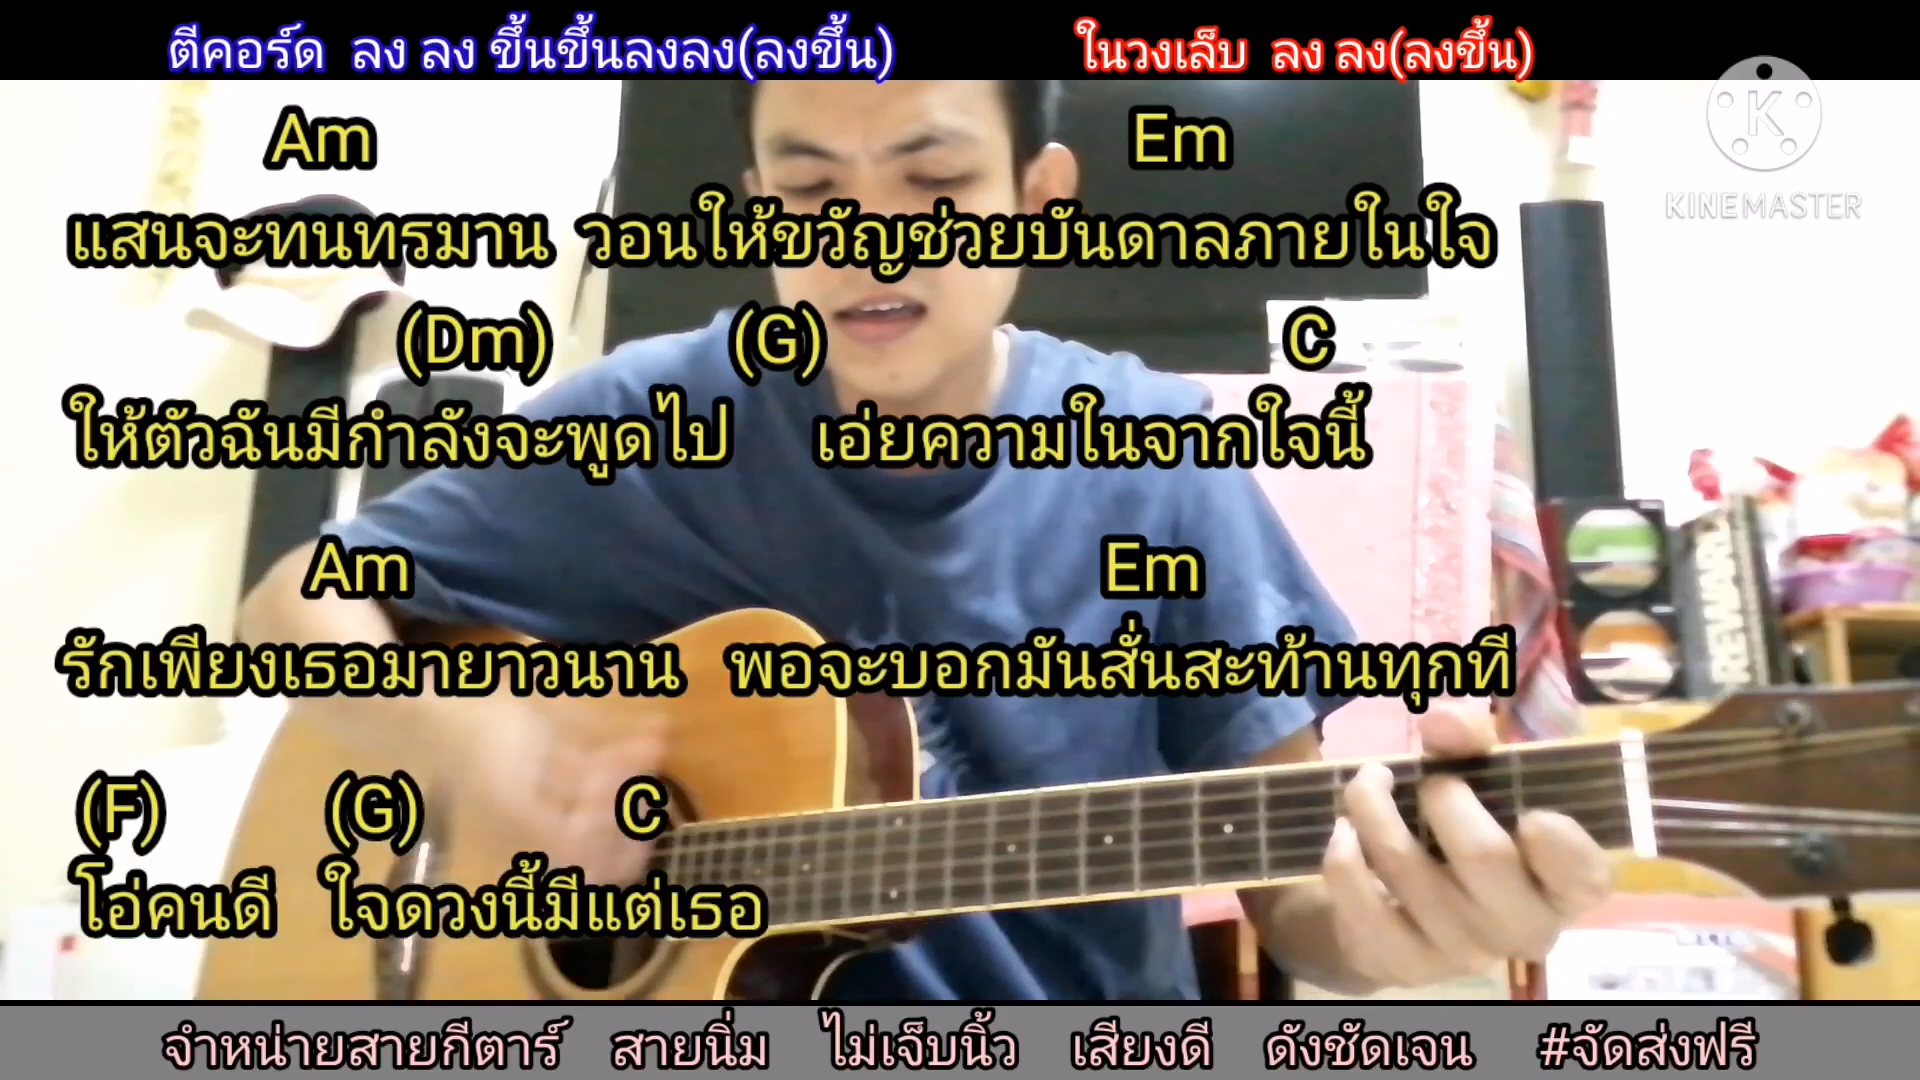 ตีคอร์ด ลง ลง ขึ้นขึ้นลงลง(ลงขึ้น) ในวงเล็บ ลง ลง(ลงขึ้น)
K
KINEMASTER
Am Em
แสนจะทนทรมาน วอนให้ขวัญช่วยบันดาลภายในใจ
(Dm) (G) C
ให้ตัวฉันมีกำลังจะพูดไป เอ่ยความในจากใจนี้
Am Em
รักเพียงเธอมายาวนาน พอจะบอกมันสั่นสะท้านทุกที
(F) (G) C
โอ่คนดี ใจดวงนี้มีแต่เธอ
REWARD
จำหน่ายสายกีตาร์ สายนิ่ม ไม่เจ็บนิ้ว เสียงดี ดังชัดเจน #จัดส่งฟรี